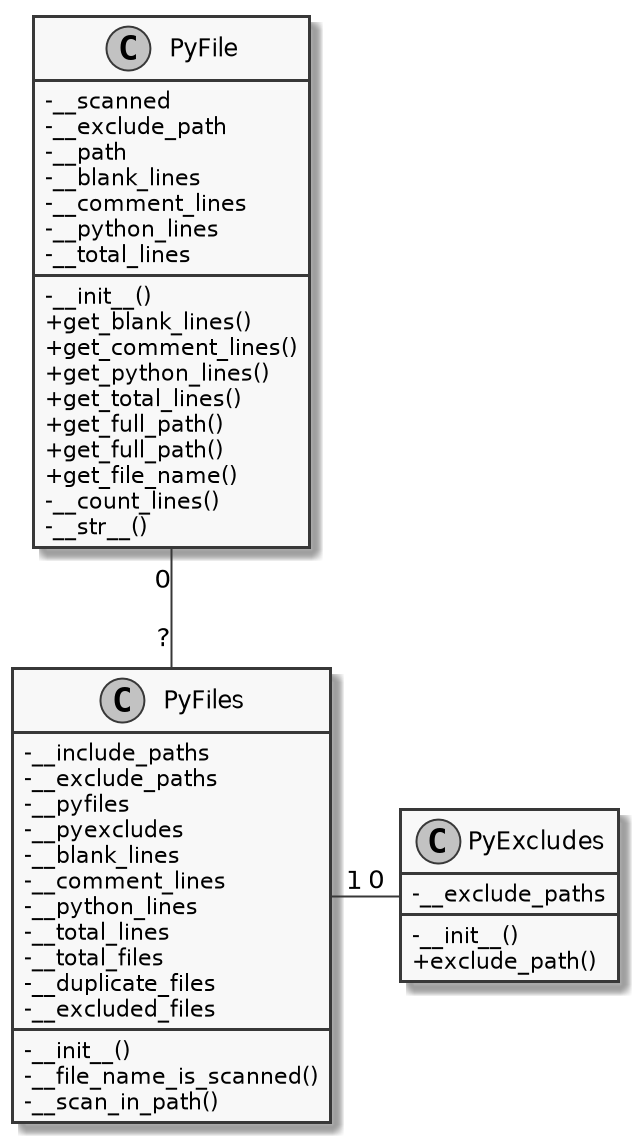 C PyFile
-__scanned
-__exclude_path
-__path
-__blank_lines
-__comment_lines
-__python_lines
-__total_lines
-__init__()
+get_blank_lines()
+get_comment_lines()
+get_python_lines()
+get_total_lines()
+get_full_path()
+get_full_path()
+get_file_name()
-__count_lines()
-__str__()
0
?
C PyFiles
-__include_paths
-__exclude_paths
-__pyfiles
-__pyexcludes
-__blank_lines
-__comment_lines
-__python_lines
-__total_lines
-__total_files
-__duplicate_files
-__excluded_files
-__init__()
-__file_name_is_scanned()
-__scan_in_path()
1 0
C PyExcludes
-__exclude_paths
-__init__()
+exclude_path()